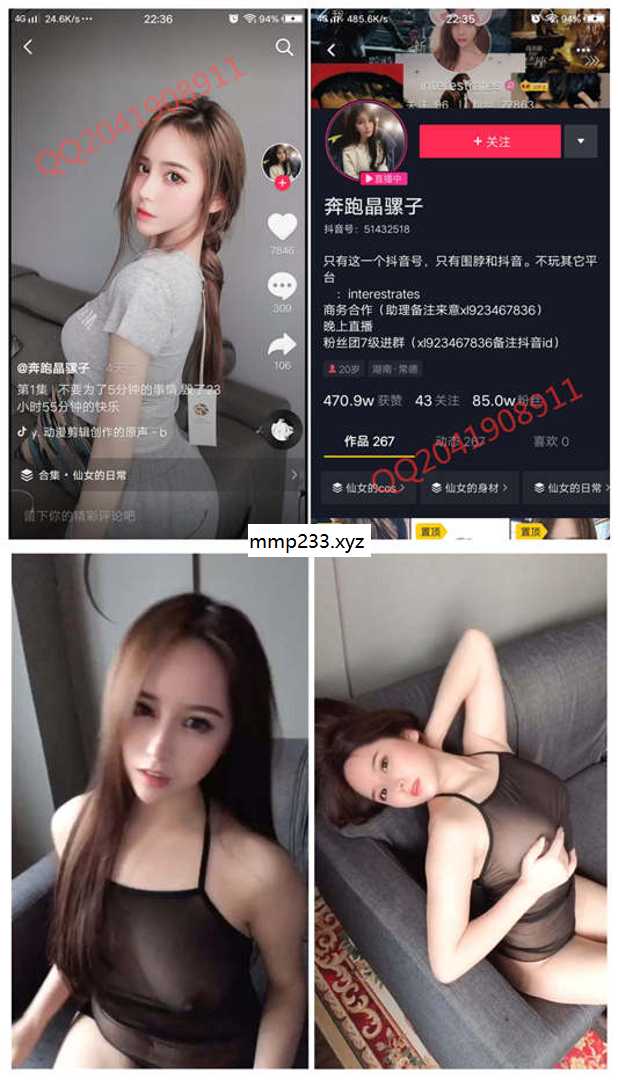 4G 24.6K/s 22:36 94%
QQ2041908911
7846
309
106
@奔跑晶骡子 4天
第1集 | 不要为了5分钟的事情,毁了23
小时55分钟的快乐
y. 动漫剪辑创作的原声 - b
合集 · 仙女的日常
留下你的精彩评论吧
4G 485.6K/s 22:35 94%
interestrates
关注
直播中
+ 关注
奔跑晶骡子
抖音号: 51432518
只有这一个抖音号,只有围脖和抖音。不玩其它平
台
: interestrates
商务合作(助理备注来意xl923467836)
晚上直播
粉丝团7级进群(xl923467836备注抖音id)
20岁 湖南 · 常德
470.9w 获赞 43 关注 85.0w 粉丝
QQ2041908911
作品 267 动态 267 喜欢 0
仙女的cos 仙女的身材 仙女的日常
置顶 置顶
mmp233.xyz